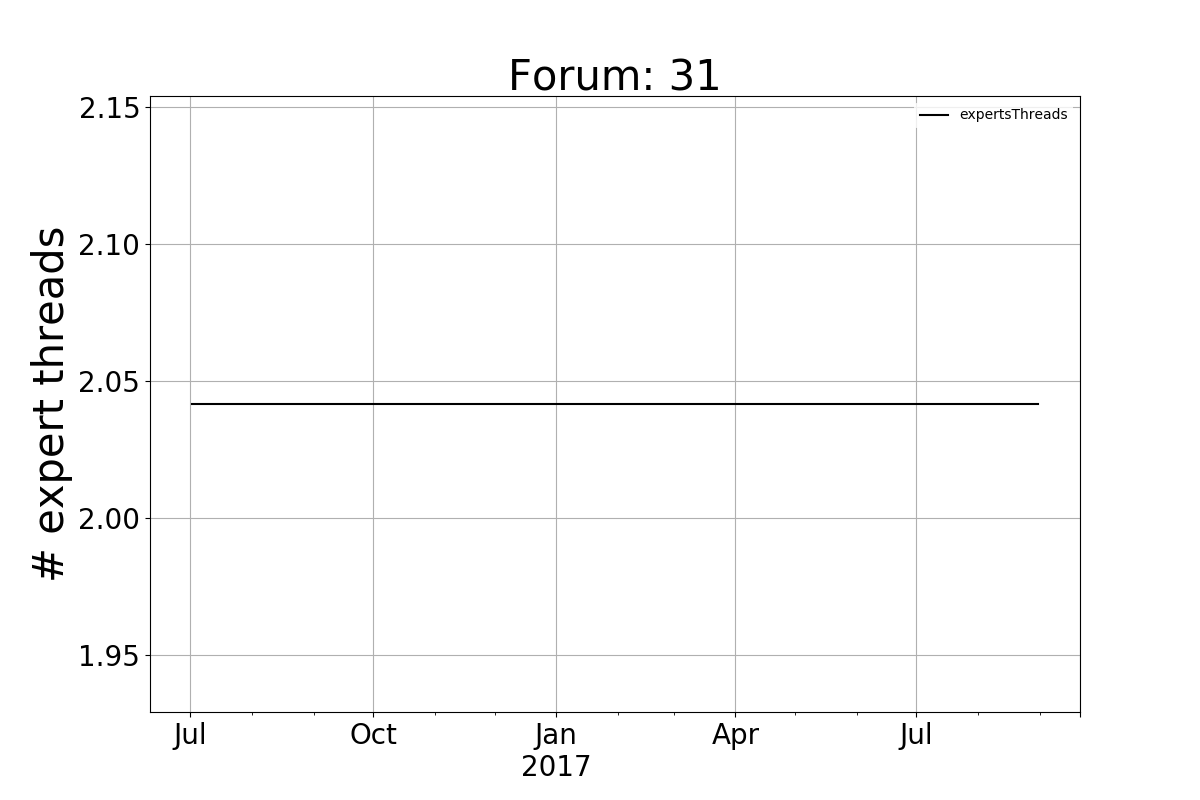 Forum: 31
expertsThreads
# expert threads
2.15
2.10
2.05
2.00
1.95
Jul Oct Jan Apr Jul
2017